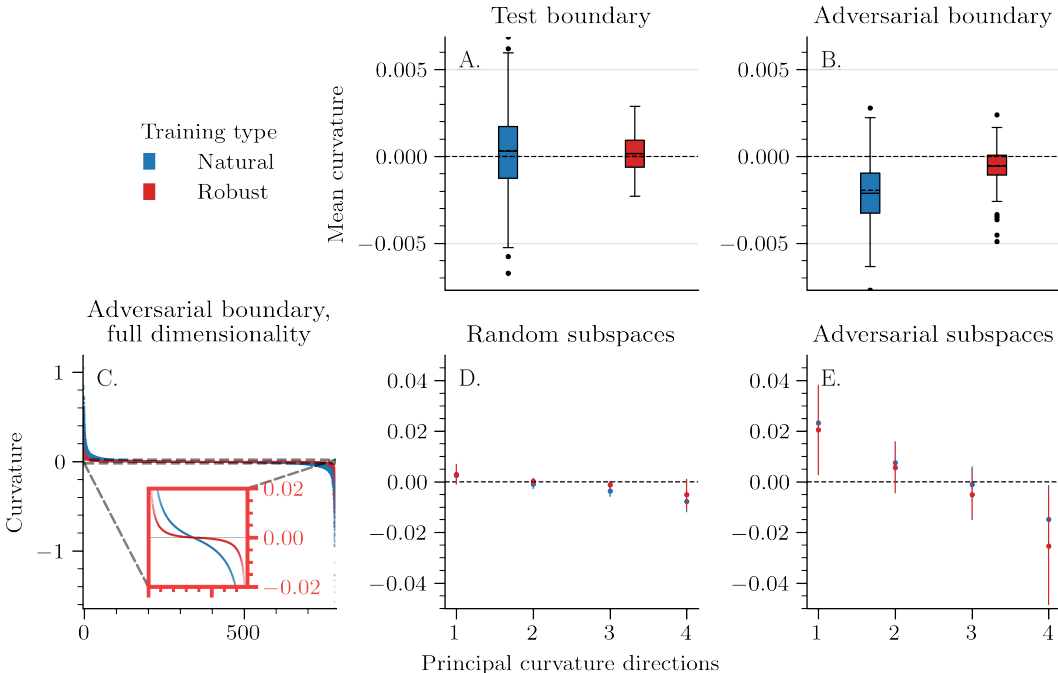 Test boundary
Adversarial boundary
Training type
Natural
Robust
Mean curvature
A.
0.005
0.000
−0.005
B.
0.005
0.000
−0.005
Adversarial boundary,
full dimensionality
Random subspaces
Adversarial subspaces
Curvature
C.
1
0
−1
0.02
0.00
−0.02
0
500
D.
0.04
0.02
0.00
−0.02
−0.04
1
2
3
4
E.
0.04
0.02
0.00
−0.02
−0.04
1
2
3
4
Principal curvature directions